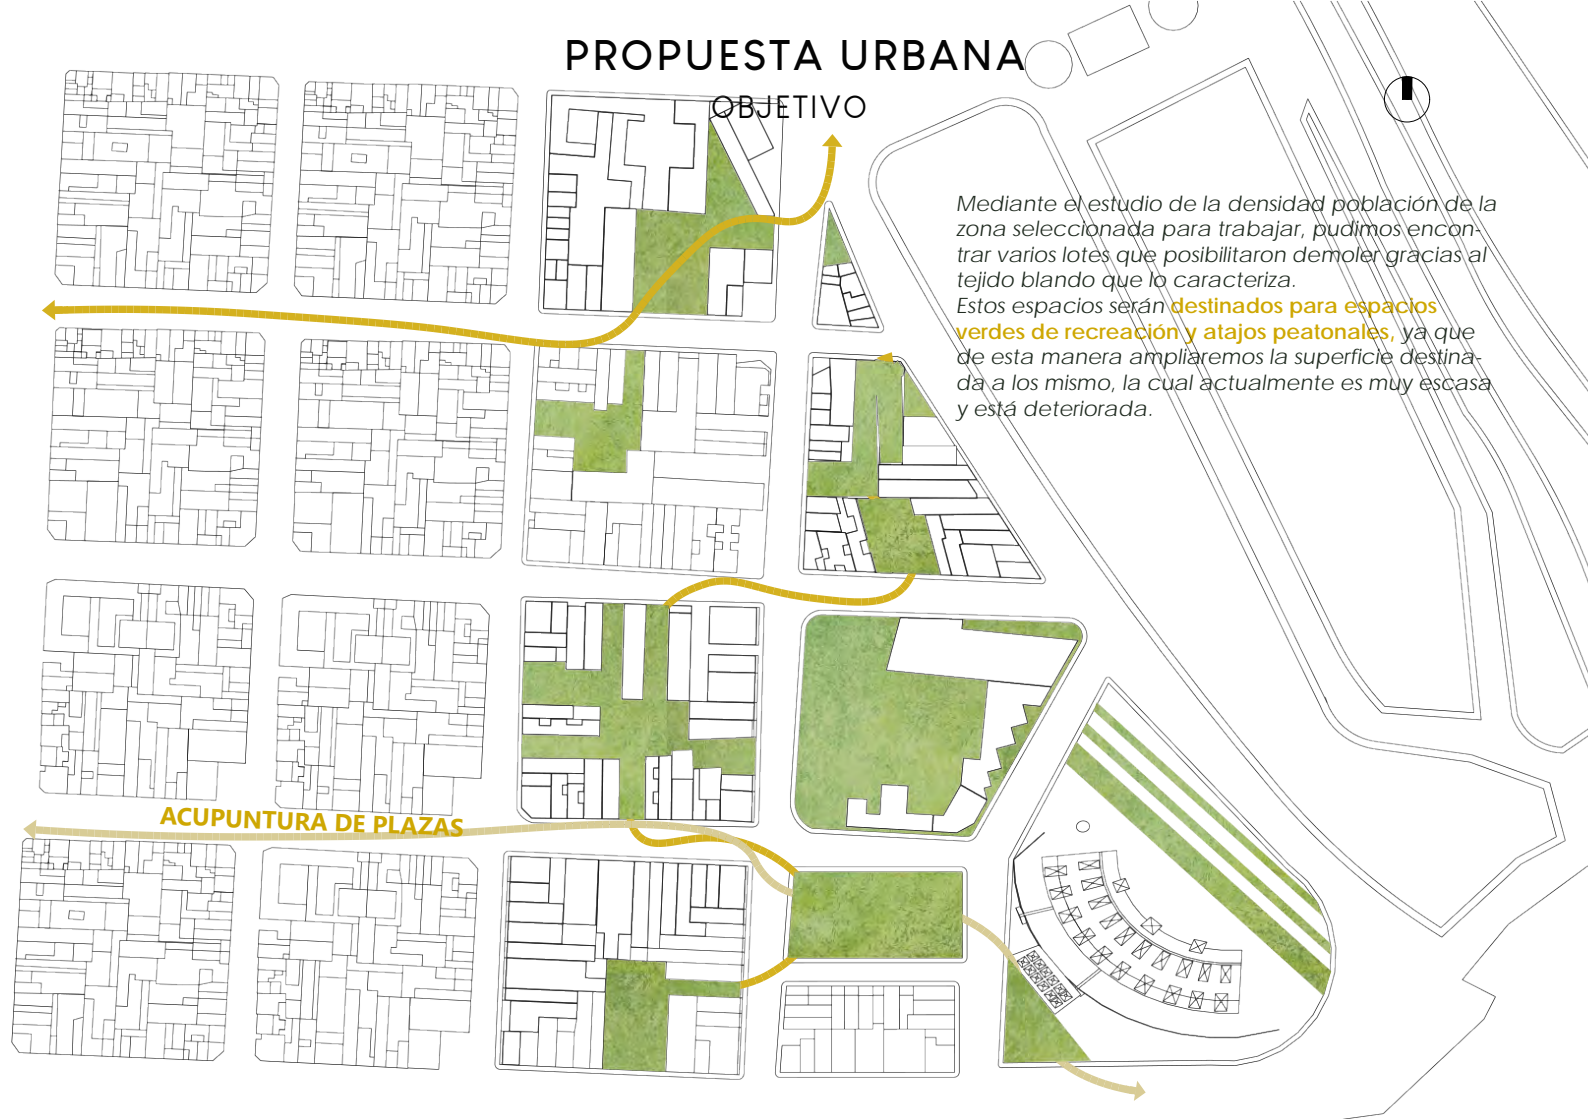 PROPUESTA URBANA
OBJETIVO
Mediante el estudio de la densidad población de la
zona seleccionada para trabajar, pudimos encon-
trar varios lotes que posibilitaron demoler gracias al
tejido blando que lo caracteriza.
Estos espacios serán destinados para espacios
verdes de recreación y atajos peatonales, ya que
de esta manera ampliaremos la superficie destina-
da a los mismo, la cual actualmente es muy escasa
y está deteriorada.
ACUPUNTURA DE PLAZAS